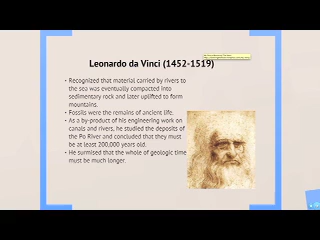 Leonardo da Vinci (1452-1519)
- Recognized that material carried by rivers to
the sea was eventually compacted into
sedimentary rock and later uplifted to form
mountains.
- Fossils were the remains of ancient life.
- As a by-product of his engineering work on
canals and rivers, he studied the deposits of
the Po River and concluded that they must
be at least 200,000 years old.
- He surmised that the whole of geologic time
must be much longer.